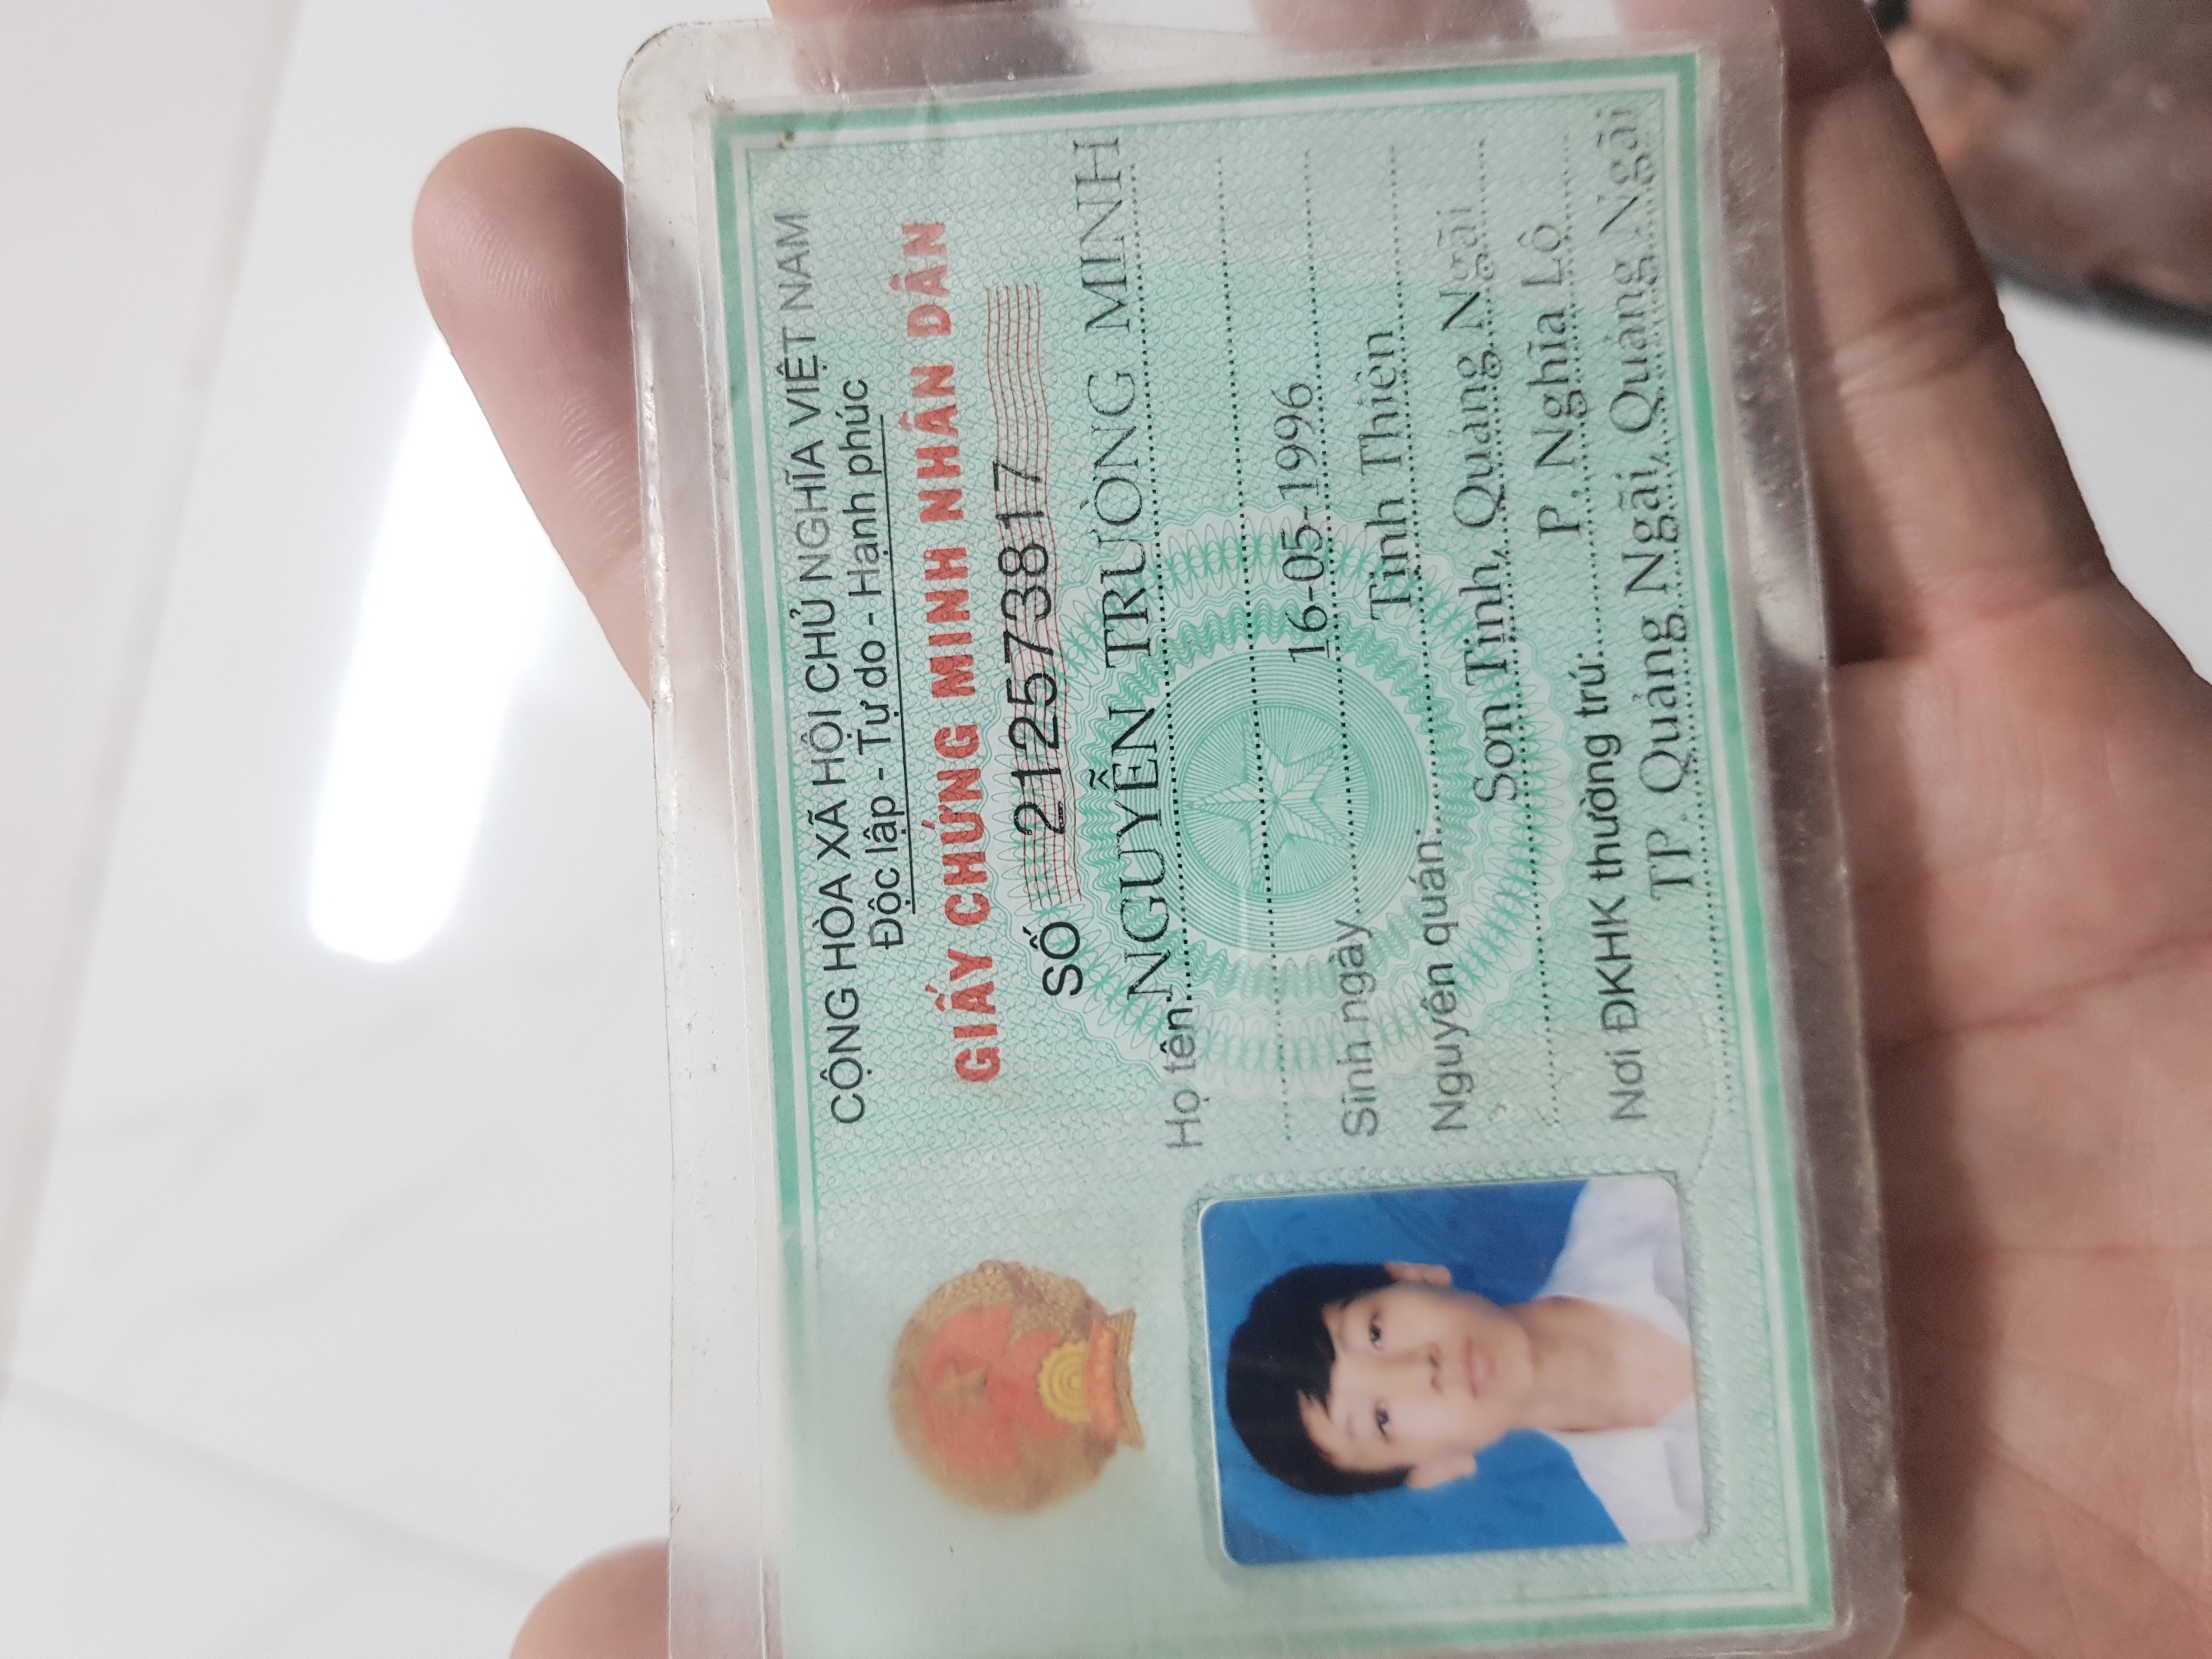 CỘNG HÒA XÃ HỘI CHỦ NGHĨA VIỆT NAM
Độc lập - Tự do - Hạnh phúc
GIẤY CHỨNG MINH NHÂN DÂN
SỐ 212573817
Họ tên NGUYỄN TRƯỜNG MINH
Sinh ngày 16-05-1996
Nguyên quán Tịnh Thiện
Sơn Tịnh, Quảng Ngãi
Nơi ĐKHK thường trú: P. Nghĩa Lộ
TP. Quảng Ngãi, Quảng Ngãi